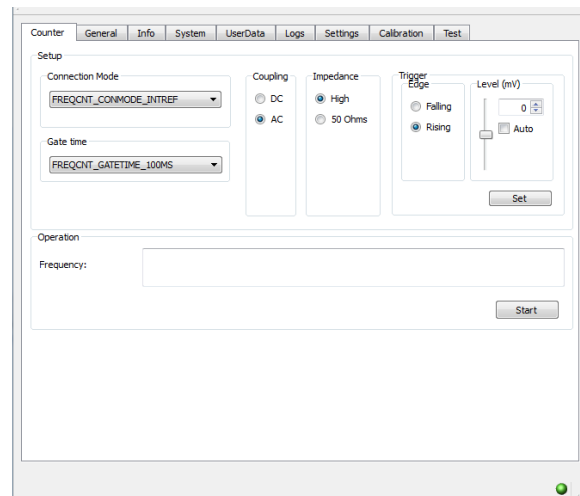 Counter General Info System UserData Logs Settings Calibration Test
Setup
Connection Mode
FREQCNT_CONMODE_INTREF
Gate time
FREQCNT_GATETIME_100MS
Coupling
DC
AC
Impedance
High
50 Ohms
Trigger
Edge
Falling
Rising
Level (mV)
0
Auto
Set
Operation
Frequency:
Start